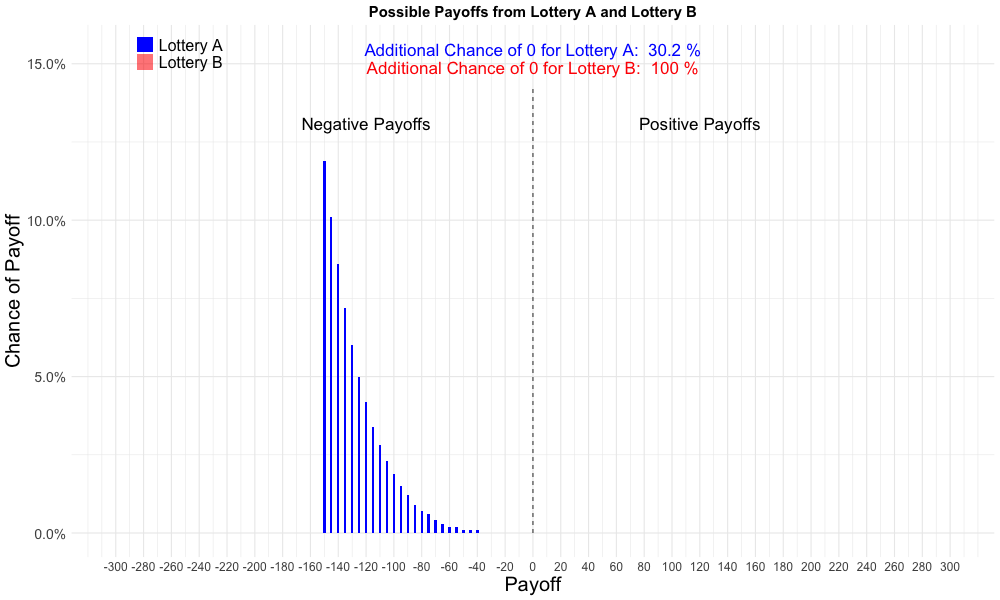 Possible Payoffs from Lottery A and Lottery B
Lottery A
Lottery B
Additional Chance of 0 for Lottery A:  30.2 %
Additional Chance of 0 for Lottery B:  100 %
Negative Payoffs
Positive Payoffs
Chance of Payoff
15.0%
10.0%
5.0%
0.0%
-300 -280 -260 -240 -220 -200 -180 -160 -140 -120 -100 -80 -60 -40 -20 0 20 40 60 80 100 120 140 160 180 200 220 240 260 280 300
Payoff